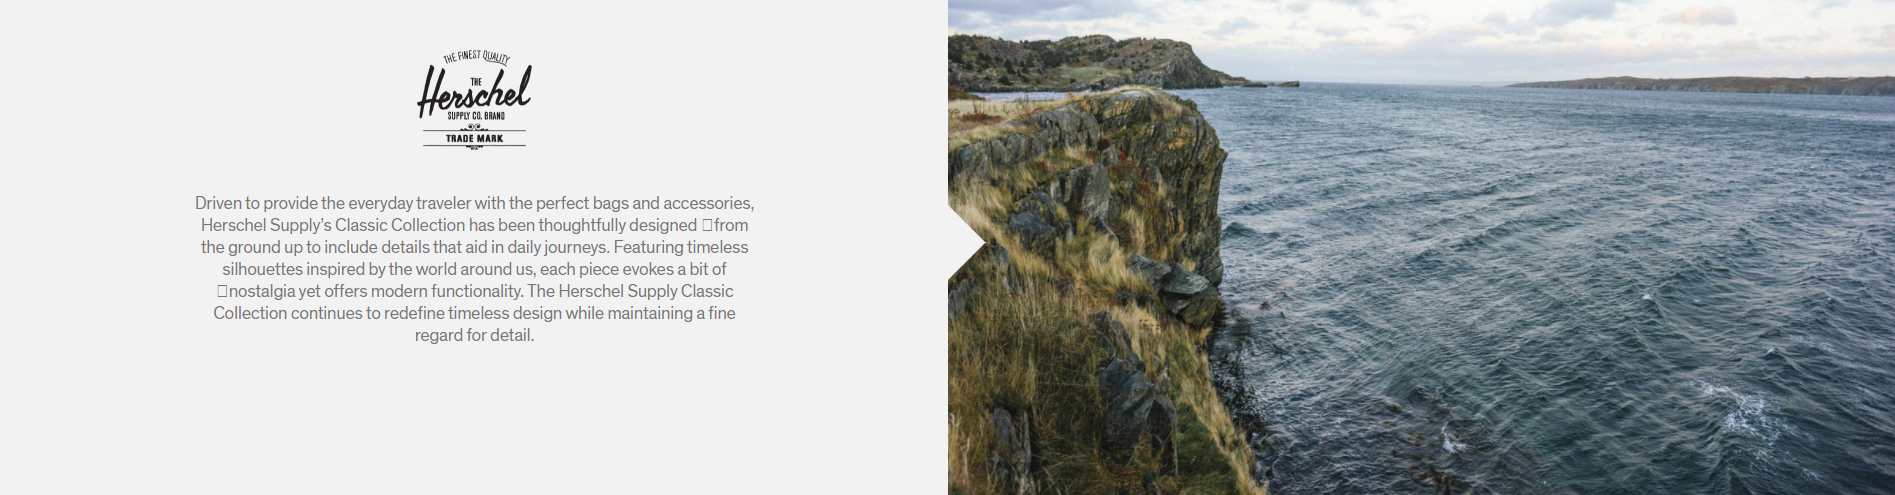 THE FINEST QUALITY
THE
Herschel
SUPPLY CO. BRAND
TRADE MARK
Driven to provide the everyday traveler with the perfect bags and accessories,
Herschel Supply’s Classic Collection has been thoughtfully designed □from
the ground up to include details that aid in daily journeys. Featuring timeless
silhouettes inspired by the world around us, each piece evokes a bit of
□nostalgia yet offers modern functionality. The Herschel Supply Classic
Collection continues to redefine timeless design while maintaining a fine
regard for detail.